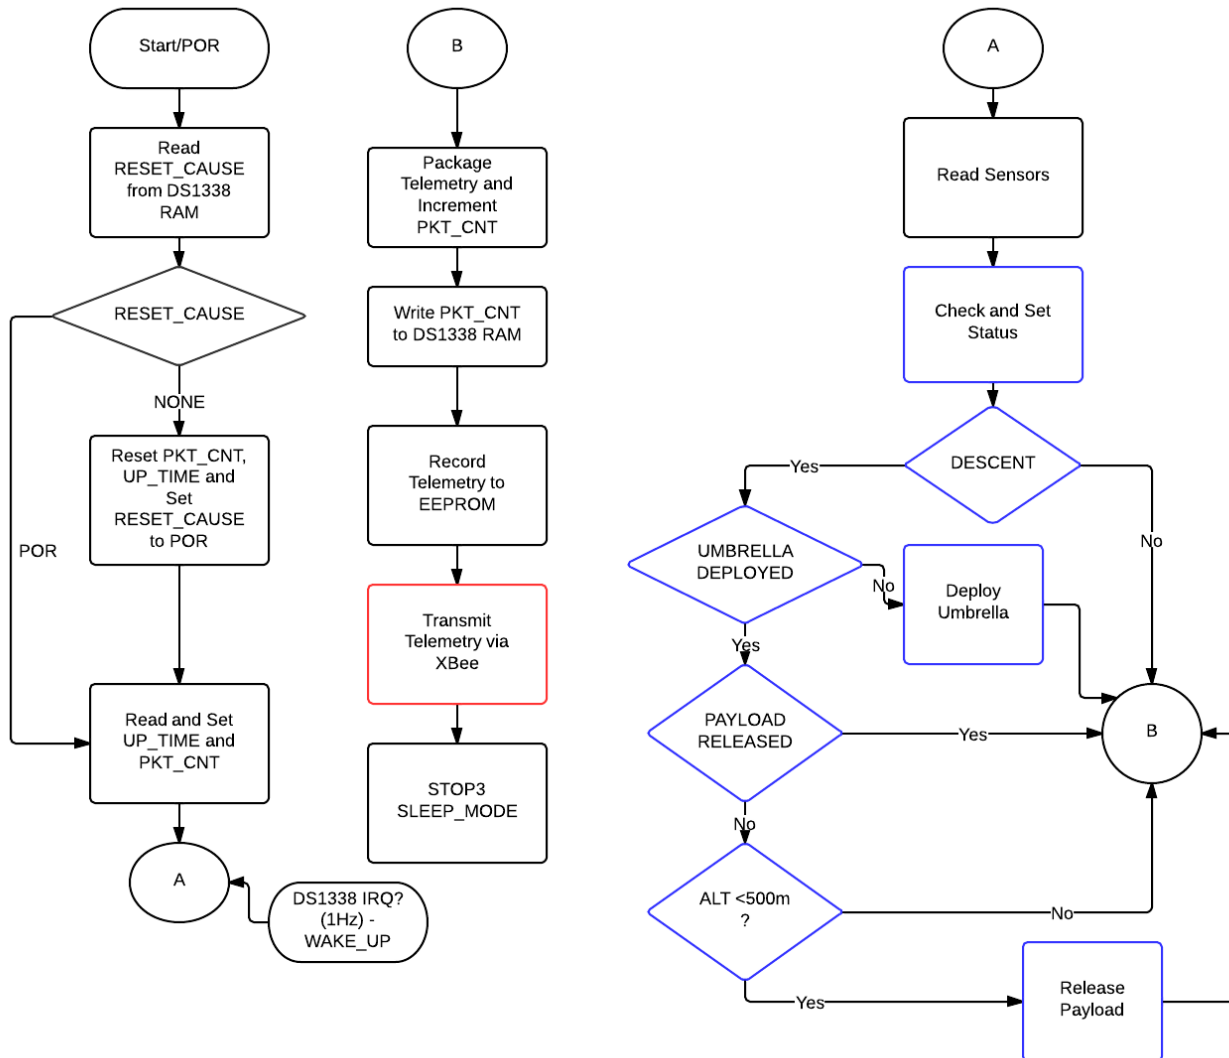 Start/POR
Read
RESET_CAUSE
from DS1338
RAM
RESET_CAUSE
NONE
POR
Reset PKT_CNT,
UP_TIME and
Set
RESET_CAUSE
to POR
Read and Set
UP_TIME and
PKT_CNT
A
DS1338 IRQ?
(1Hz) -
WAKE_UP
B
Package
Telemetry and
Increment
PKT_CNT
Write PKT_CNT
to DS1338 RAM
Record
Telemetry to
EEPROM
Transmit
Telemetry via
XBee
STOP3
SLEEP_MODE
A
Read Sensors
Check and Set
Status
DESCENT
Yes
No
UMBRELLA
DEPLOYED
No
Deploy
Umbrella
Yes
PAYLOAD
RELEASED
Yes
B
No
ALT <500m
?
No
Yes
Release
Payload